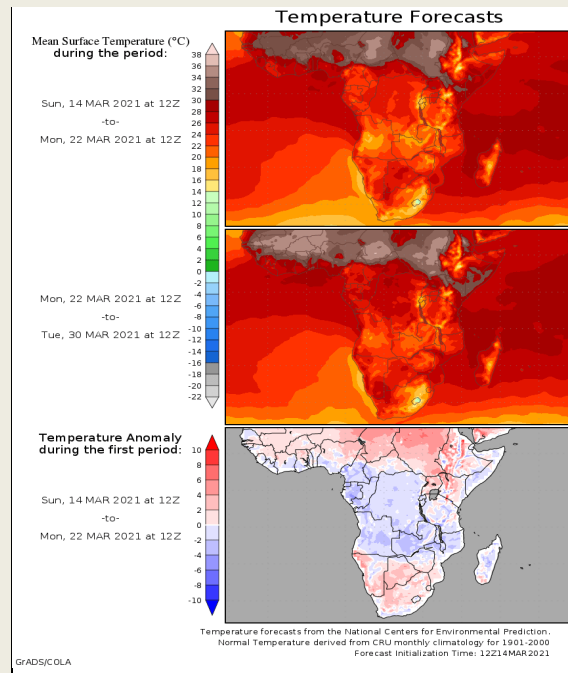 Temperature Forecasts
Mean Surface Temperature (°C)
during the period:
Sun, 14 MAR 2021 at 12Z
-to-
Mon, 22 MAR 2021 at 12Z
38
36
34
32
30
28
26
24
22
20
18
16
14
12
10
8
6
4
2
0
-2
-4
-6
-8
-10
-12
-14
-16
-18
-20
-22
Mon, 22 MAR 2021 at 12Z
-to-
Tue, 30 MAR 2021 at 12Z
Temperature Anomaly
during the first period:
Sun, 14 MAR 2021 at 12Z
-to-
Mon, 22 MAR 2021 at 12Z
10
8
6
4
2
0
-2
-4
-6
-8
-10
Temperature forecasts from the National Centers for Environmental Prediction.
Normal Temperature derived from CRU monthly climatology for 1901-2000
Forecast Initialization Time: 12Z14MAR2021
GrADS/COLA